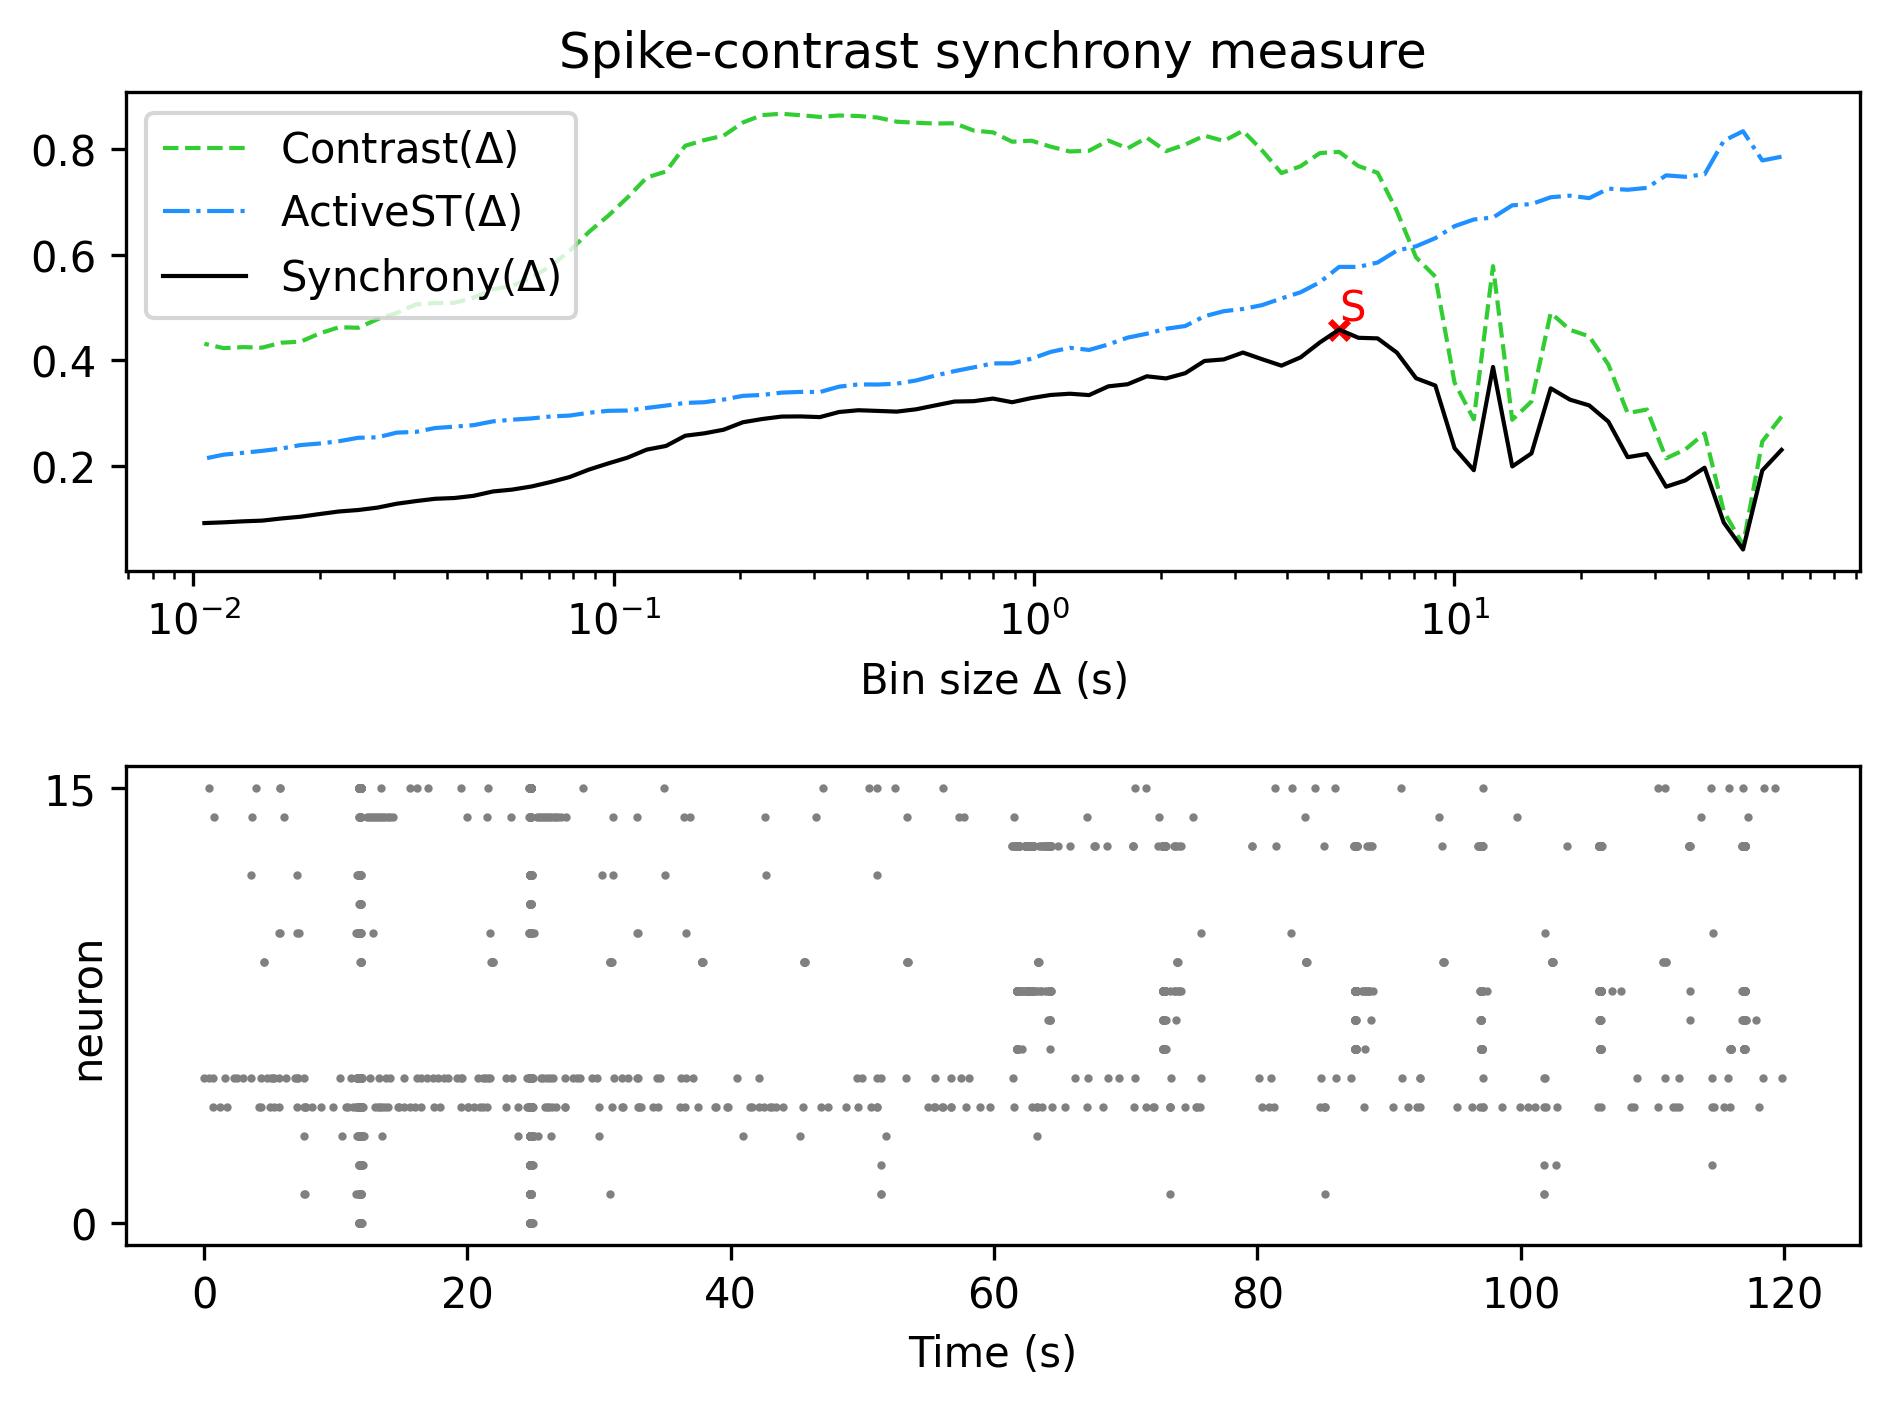 Spike-contrast synchrony measure
0.8
0.6
0.4
0.2
Contrast(Δ)
ActiveST(Δ)
Synchrony(Δ)
S
10⁻² 10⁻¹ 10⁰ 10¹
Bin size Δ (s)
15
0
neuron
0 20 40 60 80 100 120
Time (s)